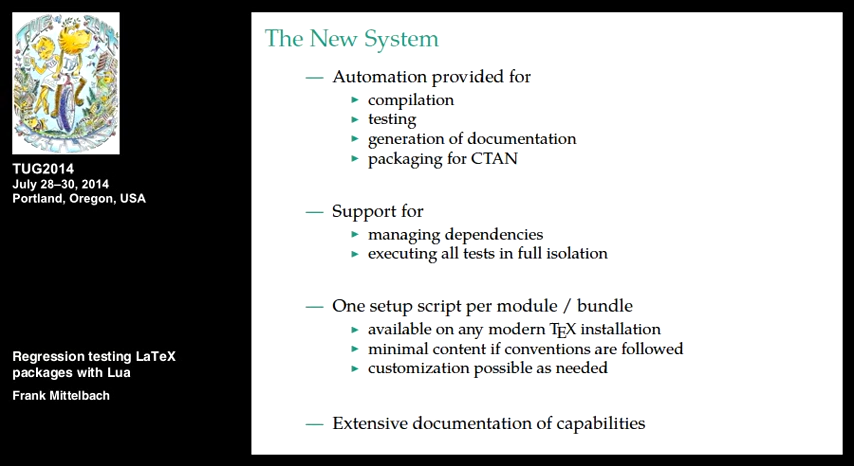 TUG2014
July 28–30, 2014
Portland, Oregon, USA
Regression testing LaTeX
packages with Lua
Frank Mittelbach
The New System
— Automation provided for
► compilation
► testing
► generation of documentation
► packaging for CTAN
— Support for
► managing dependencies
► executing all tests in full isolation
— One setup script per module / bundle
► available on any modern TEX installation
► minimal content if conventions are followed
► customization possible as needed
— Extensive documentation of capabilities